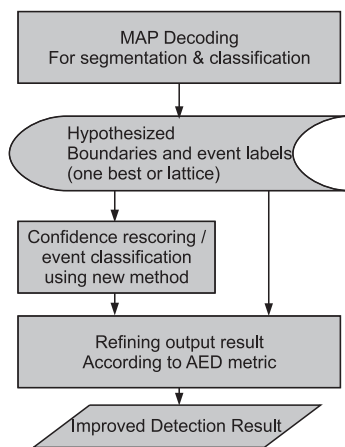 MAP Decoding
For segmentation & classification
Hypothesized
Boundaries and event labels
(one best or lattice)
Confidence rescoring /
event classification
using new method
Refining output result
According to AED metric
Improved Detection Result